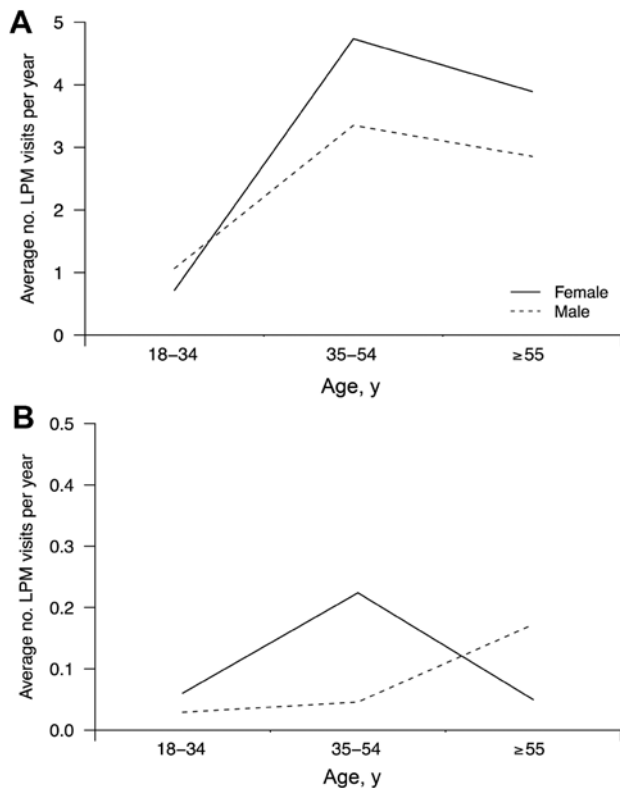 A
Average no. LPM visits per year
5
4
3
2
1
0
Female
Male
18–34
35–54
≥55
Age, y
B
Average no. LPM visits per year
0.5
0.4
0.3
0.2
0.1
0.0
18–34
35–54
≥55
Age, y